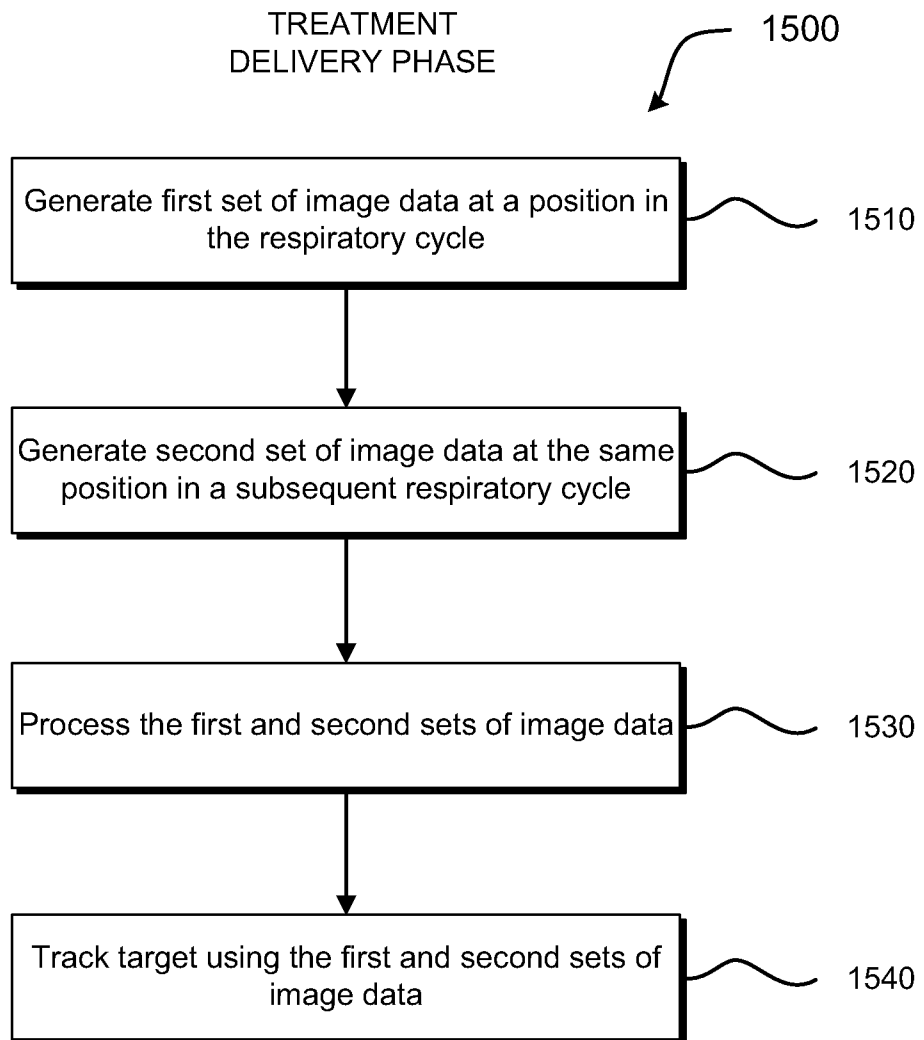 TREATMENT
DELIVERY PHASE
1500
Generate first set of image data at a position in
the respiratory cycle
1510
Generate second set of image data at the same
position in a subsequent respiratory cycle
1520
Process the first and second sets of image data
1530
Track target using the first and second sets of
image data
1540